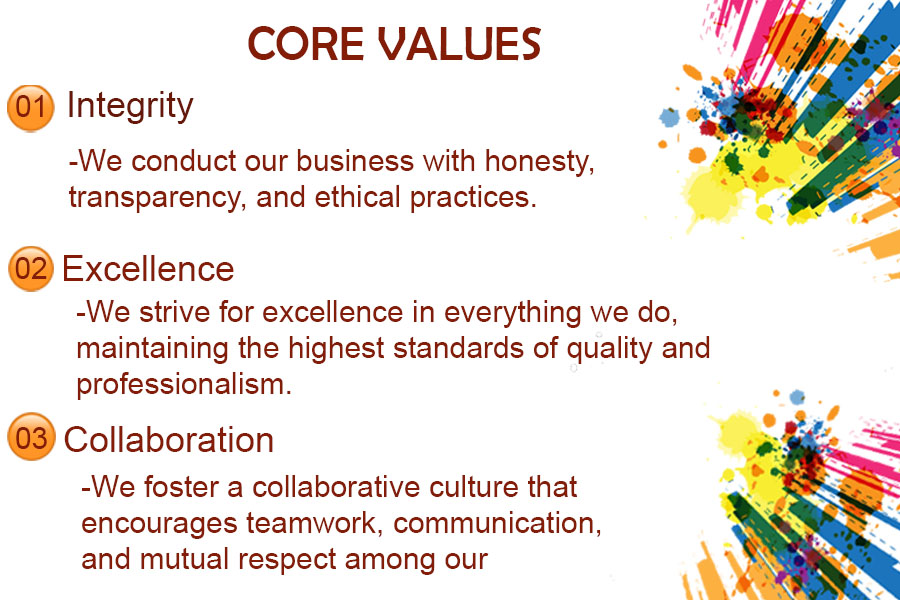 CORE VALUES
01 Integrity
-We conduct our business with honesty,
transparency, and ethical practices.
02 Excellence
-We strive for excellence in everything we do,
maintaining the highest standards of quality and
professionalism.
03 Collaboration
-We foster a collaborative culture that
encourages teamwork, communication,
and mutual respect among our